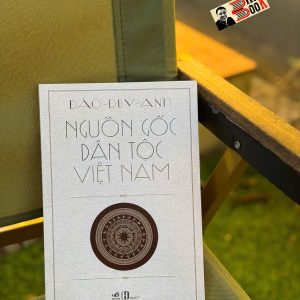 ĐÀO-DUY-ANH
NGUỒN GỐC
DÂN TỘC
VIỆT NAM